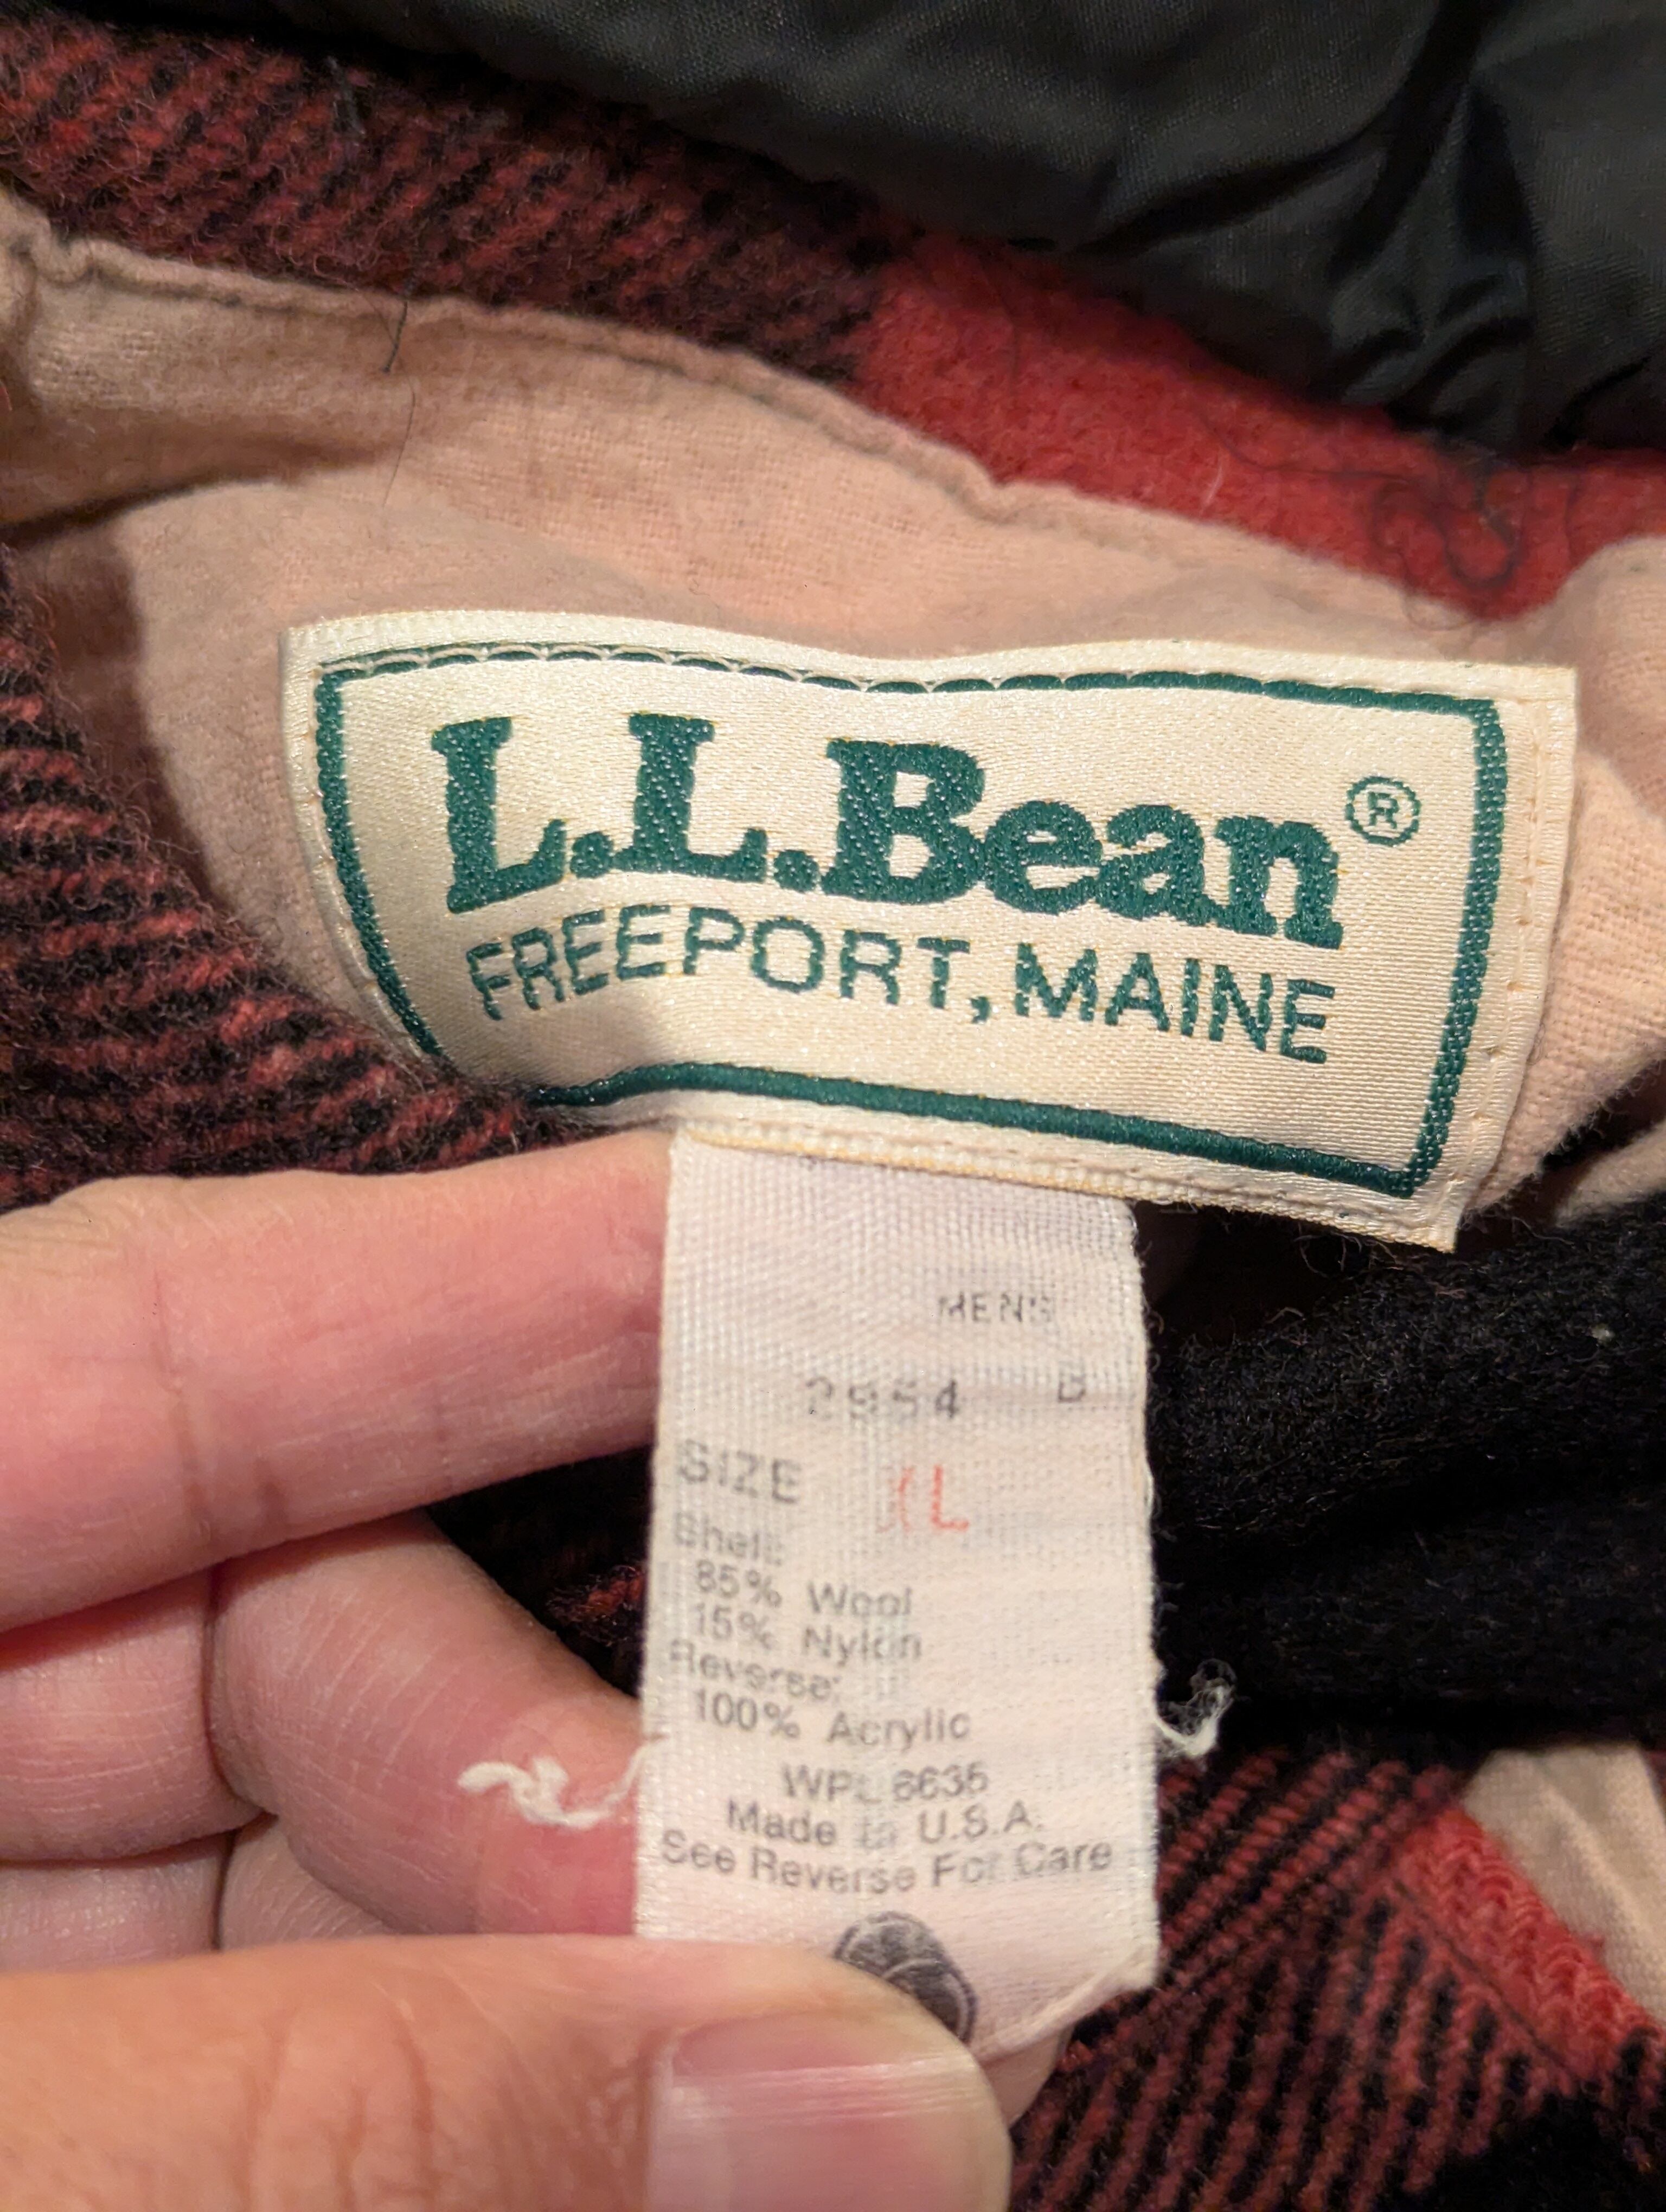 L.L.Bean®
FREEPORT, MAINE
MENS
2954 B
SIZE XL
Shell:
85% Wool
15% Nylon
Reverse:
100% Acrylic
WPL 6635
Made in U.S.A.
See Reverse For Care